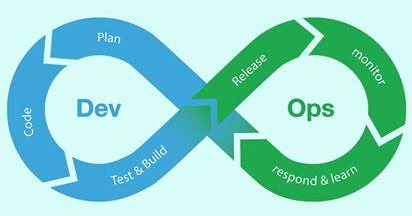 Plan
Code
Dev
Test & Build
Release
Ops
monitor
respond & learn